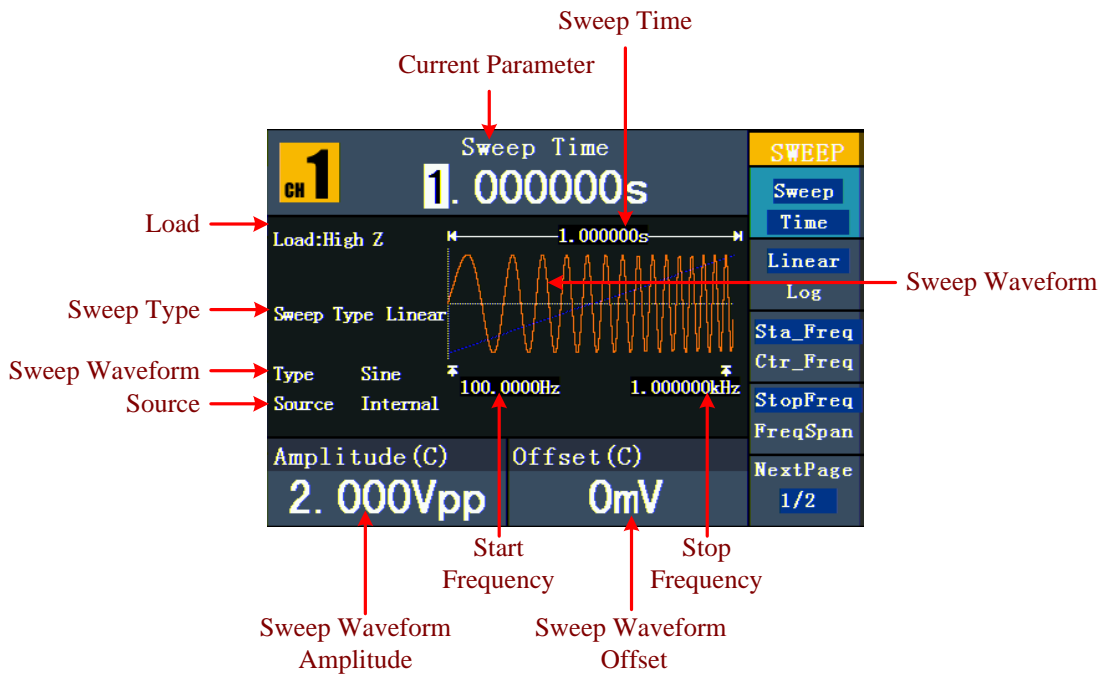 Sweep Time
Current Parameter
CH 1
Sweep Time
1.000000s
SWEEP
Sweep
Time
Load
Load:High Z
1.000000s
Linear
Log
Sweep Waveform
Sweep Type
Sweep Type Linear
Sta_Freq
Ctr_Freq
Sweep Waveform
Type Sine
100.0000Hz
1.000000kHz
Source
Source Internal
StopFreq
FreqSpan
Amplitude(C)
Offset(C)
NextPage
1/2
2.000Vpp
0mV
Start
Frequency
Stop
Frequency
Sweep Waveform
Amplitude
Sweep Waveform
Offset